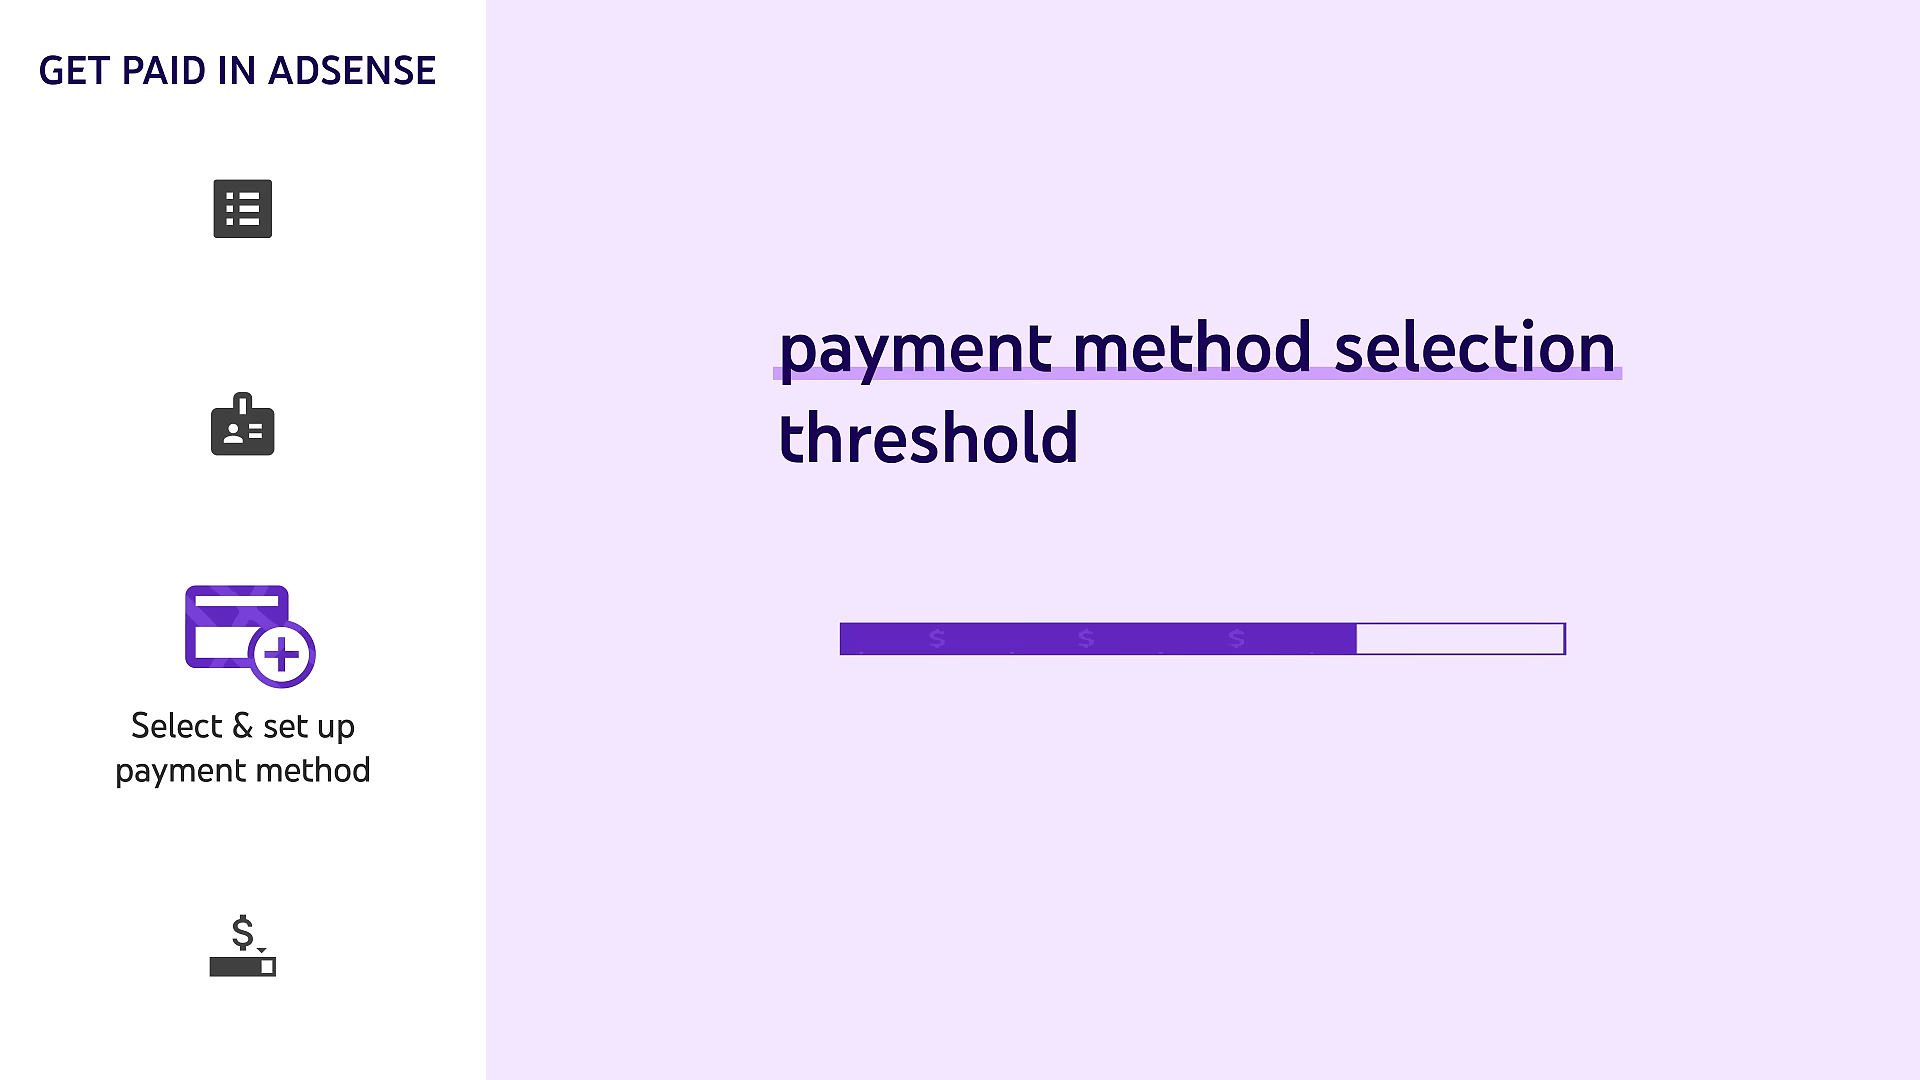 GET PAID IN ADSENSE
Select & set up
payment method
$
payment method selection
threshold
$ $ $